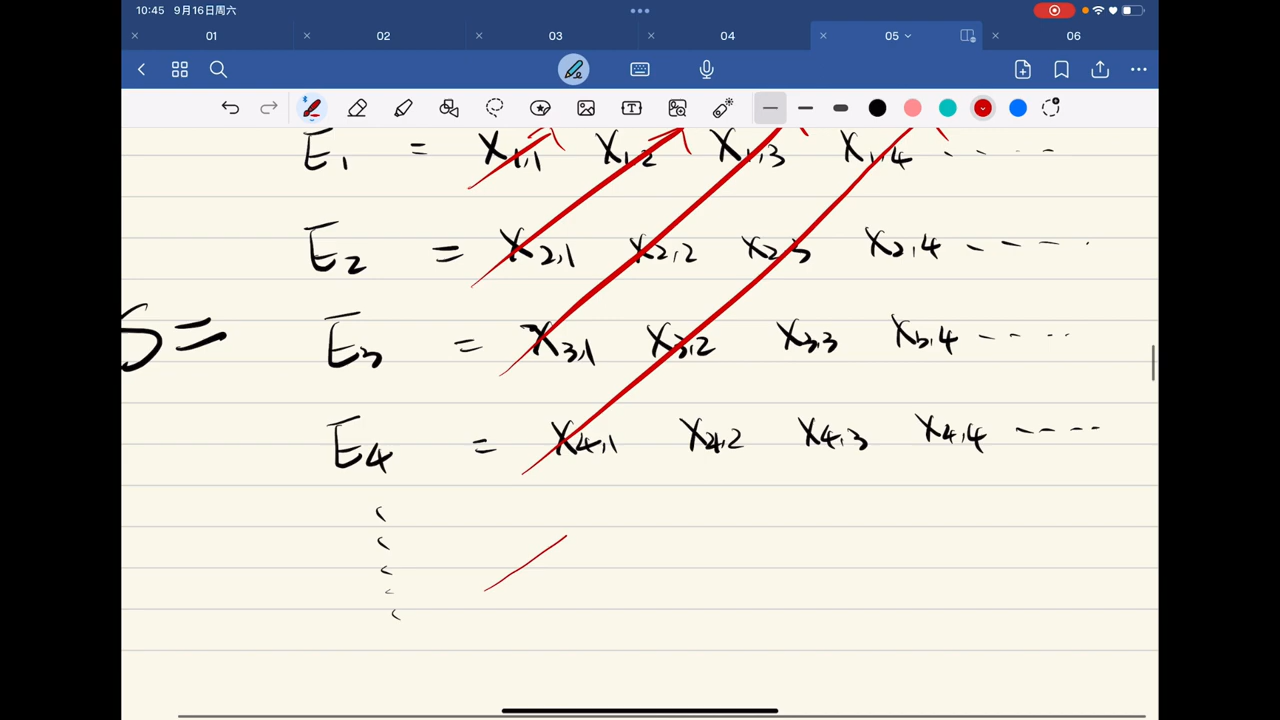 10:45 9月16日周六
01 02 03 04 05 06
E1 = X1,1 X1,2 X1,3 X1,4 -----
E2 = X2,1 X2,2 X2,3 X2,4 -----
S = E3 = X3,1 X3,2 X3,3 X3,4 -----
E4 = X4,1 X4,2 X4,3 X4,4 ----